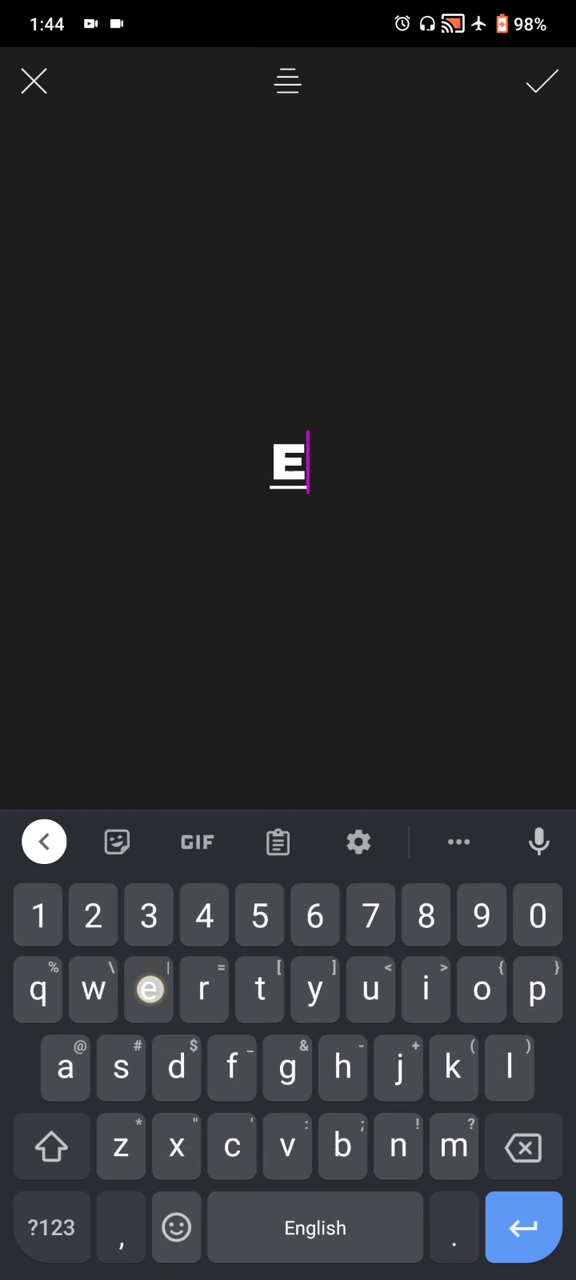 1:44
98%
E
GIF
1 2 3 4 5 6 7 8 9 0
% \ | = [ ] < > { }
q w e r t y u i o p
@ # $ _ & - + ( )
a s d f g h j k l
* " ' : ; ! ?
z x c v b n m
?123 , English .